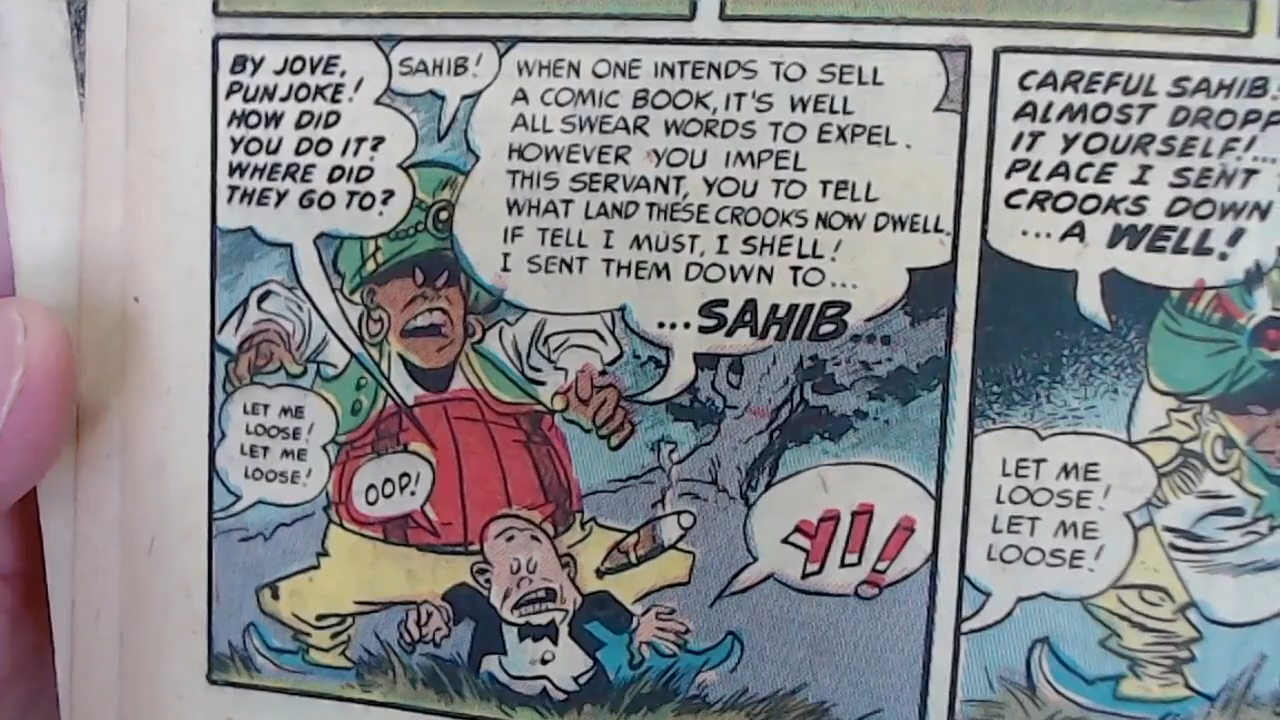 BY JOVE,
PUNJOKE!
HOW DID
YOU DO IT?
WHERE DID
THEY GO TO?
SAHIB!
WHEN ONE INTENDS TO SELL
A COMIC BOOK, IT'S WELL
ALL SWEAR WORDS TO EXPEL.
HOWEVER YOU IMPEL
THIS SERVANT, YOU TO TELL
WHAT LAND THESE CROOKS NOW DWELL.
IF TELL I MUST, I SHELL!
I SENT THEM DOWN TO...
...SAHIB...
LET ME
LOOSE!
LET ME
LOOSE!
OOP!
YI!
CAREFUL SAHIB
ALMOST
IT YOURSELF!...
PLACE I SENT
CROOKS DOWN
...A WELL!
LET ME
LOOSE!
LET ME
LOOSE!